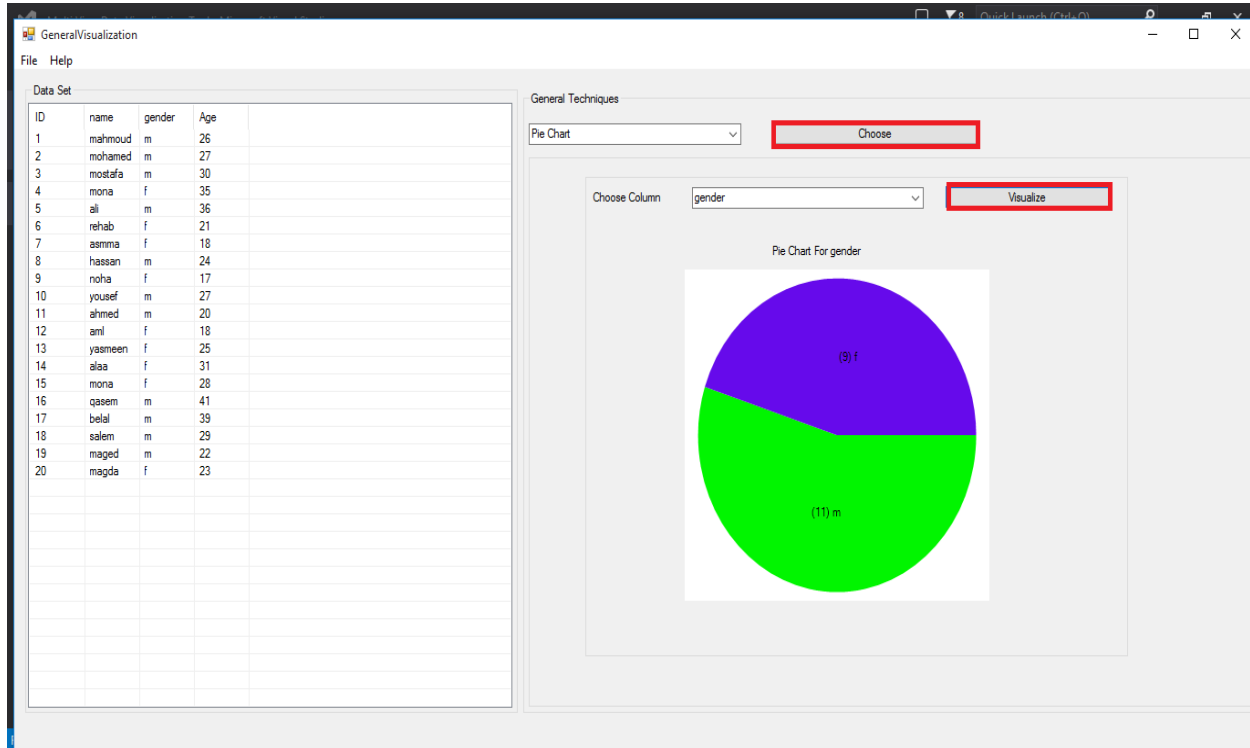 Quick Launch (Ctrl+Q)
GeneralVisualization
File Help
Data Set
ID name gender Age
1 mahmoud m 26
2 mohamed m 27
3 mostafa m 30
4 mona f 35
5 ali m 36
6 rehab f 21
7 asmma f 18
8 hassan m 24
9 noha f 17
10 yousef m 27
11 ahmed m 20
12 aml f 18
13 yasmeen f 25
14 alaa f 31
15 mona f 28
16 qasem m 41
17 belal m 39
18 salem m 29
19 maged m 22
20 magda f 23
General Techniques
Pie Chart Choose
Choose Column gender Visualize
Pie Chart For gender
(9) f
(11) m